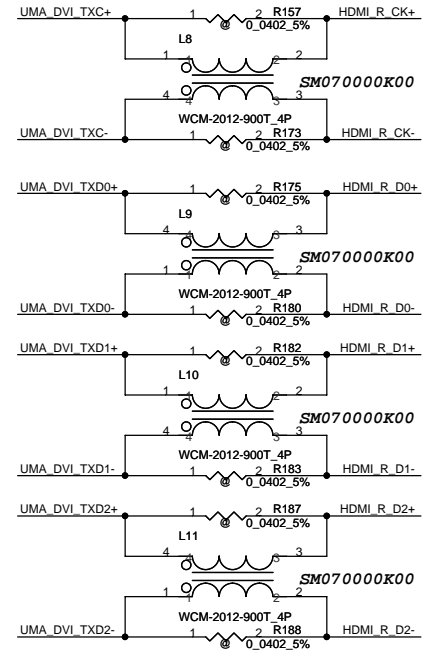 UMA_DVI_TXC+ 1 2 R157 HDMI_R_CK+
@ 0_0402_5%
L8
1 1 2 2
SM070000K00
4 4 3 3
WCM-2012-900T_4P
UMA_DVI_TXC- 1 2 R173 HDMI_R_CK-
@ 0_0402_5%
UMA_DVI_TXD0+ 1 2 R175 HDMI_R_D0+
@ 0_0402_5%
L9
4 4 3 3
SM070000K00
1 1 2 2
WCM-2012-900T_4P
UMA_DVI_TXD0- 1 2 R180 HDMI_R_D0-
@ 0_0402_5%
UMA_DVI_TXD1+ 1 2 R182 HDMI_R_D1+
@ 0_0402_5%
L10
1 1 2 2
SM070000K00
4 4 3 3
WCM-2012-900T_4P
UMA_DVI_TXD1- 1 2 R183 HDMI_R_D1-
@ 0_0402_5%
UMA_DVI_TXD2+ 1 2 R187 HDMI_R_D2+
@ 0_0402_5%
L11
4 4 3 3
SM070000K00
1 1 2 2
WCM-2012-900T_4P
UMA_DVI_TXD2- 1 2 R188 HDMI_R_D2-
@ 0_0402_5%